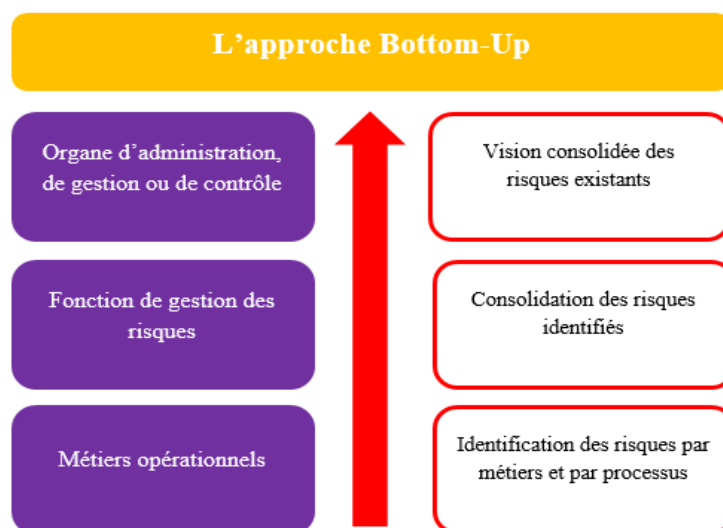 L’approche Bottom-Up
Organe d’administration,
de gestion ou de contrôle
Vision consolidée des
risques existants
Fonction de gestion des
risques
Consolidation des risques
identifiés
Métiers opérationnels
Identification des risques par
métiers et par processus